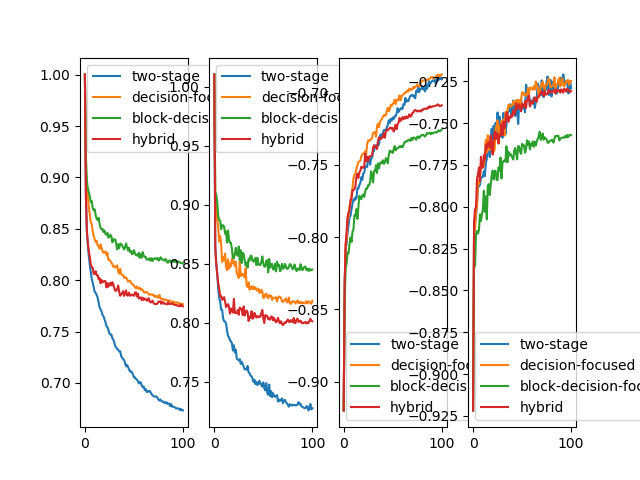 1.00
0.95
0.90
0.85
0.80
0.75
0.70
0
100
two-stage
decision-foc
block-decis
hybrid
1.00
0.95
0.90
0.85
0.80
0.75
0
100
two-stage
decision-foc
block-decis
hybrid
−0.70
−0.75
−0.80
−0.85
−0.90
0
100
two-stage
decision-foc
block-decis
hybrid
−0.725
−0.750
−0.775
−0.800
−0.825
−0.850
−0.875
−0.900
−0.925
0
100
two-stage
decision-focused
block-decision-foc
hybrid